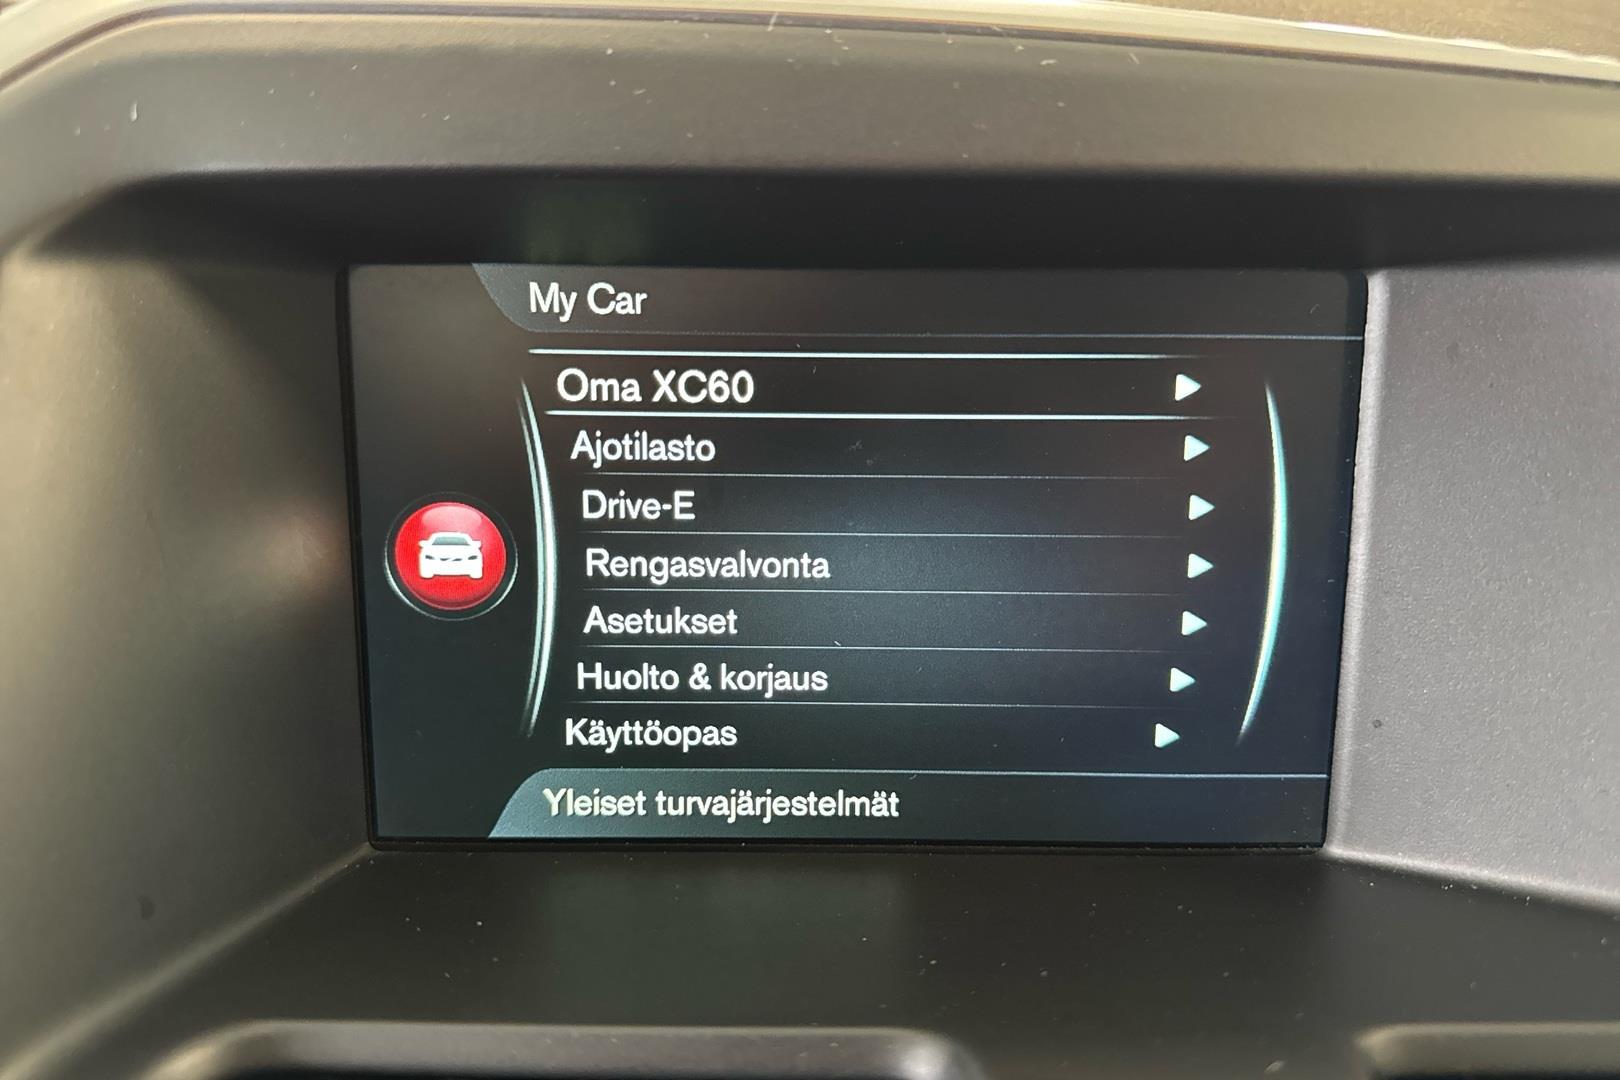 My Car
Oma XC60
Ajotilasto
Drive-E
Rengasvalvonta
Asetukset
Huolto & korjaus
Käyttöopas
Yleiset turvajärjestelmät